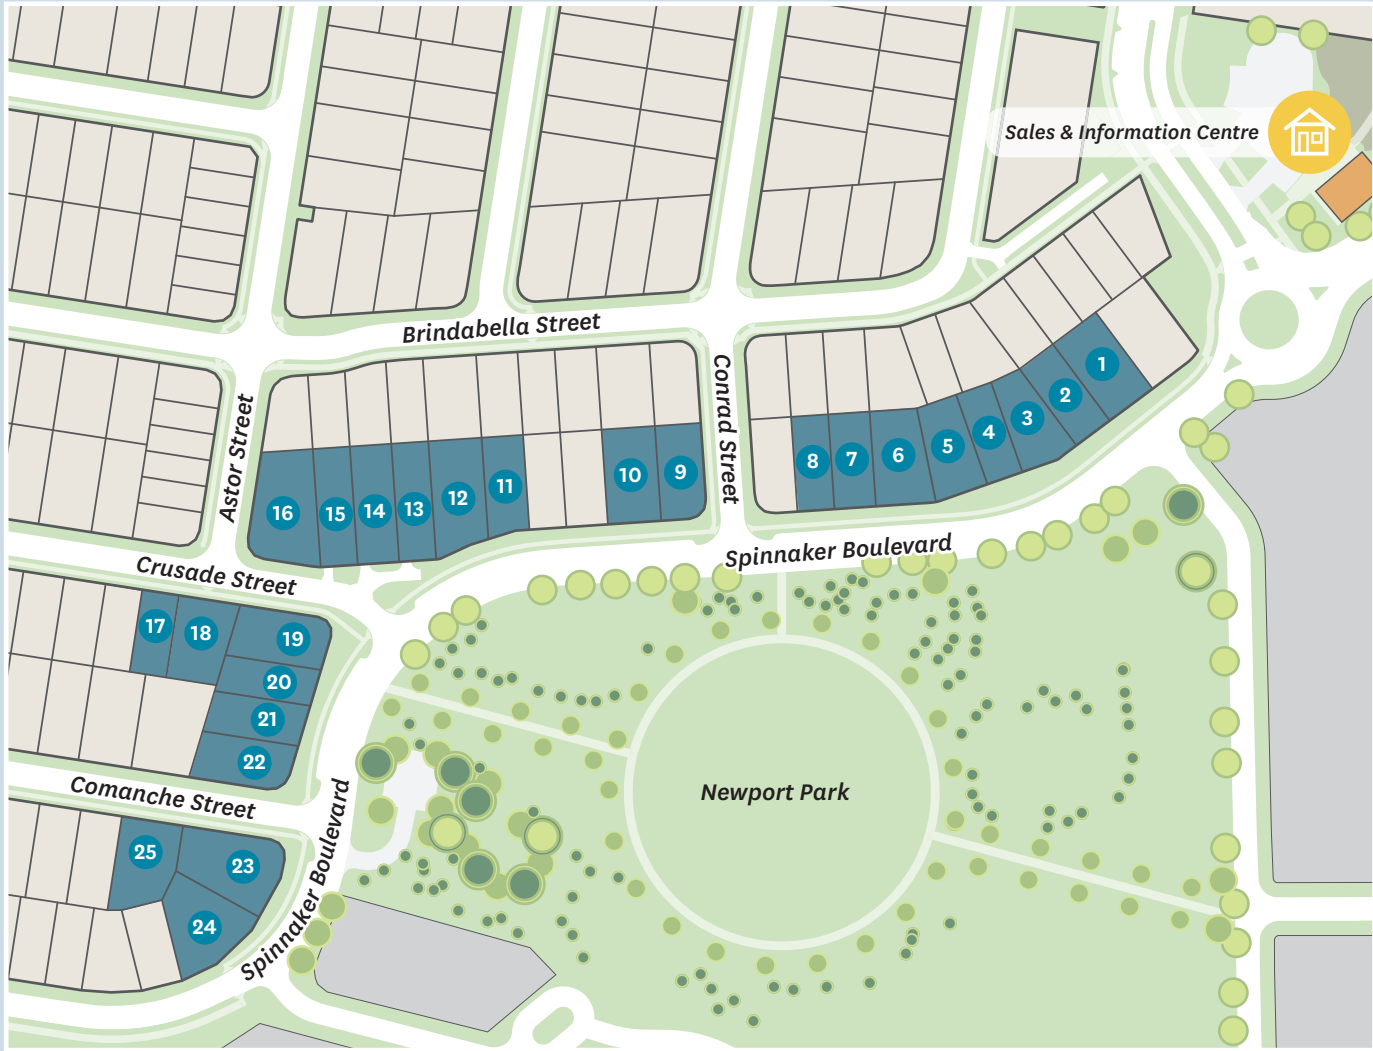 Sales & Information Centre
Brindabella Street
Conrad Street
Astor Street
1
2
3
4
5
6
7
8
9
10
11
12
13
14
15
16
Spinnaker Boulevard
Crusade Street
17
18
19
20
21
22
Newport Park
Comanche Street
Spinnaker Boulevard
25
23
24